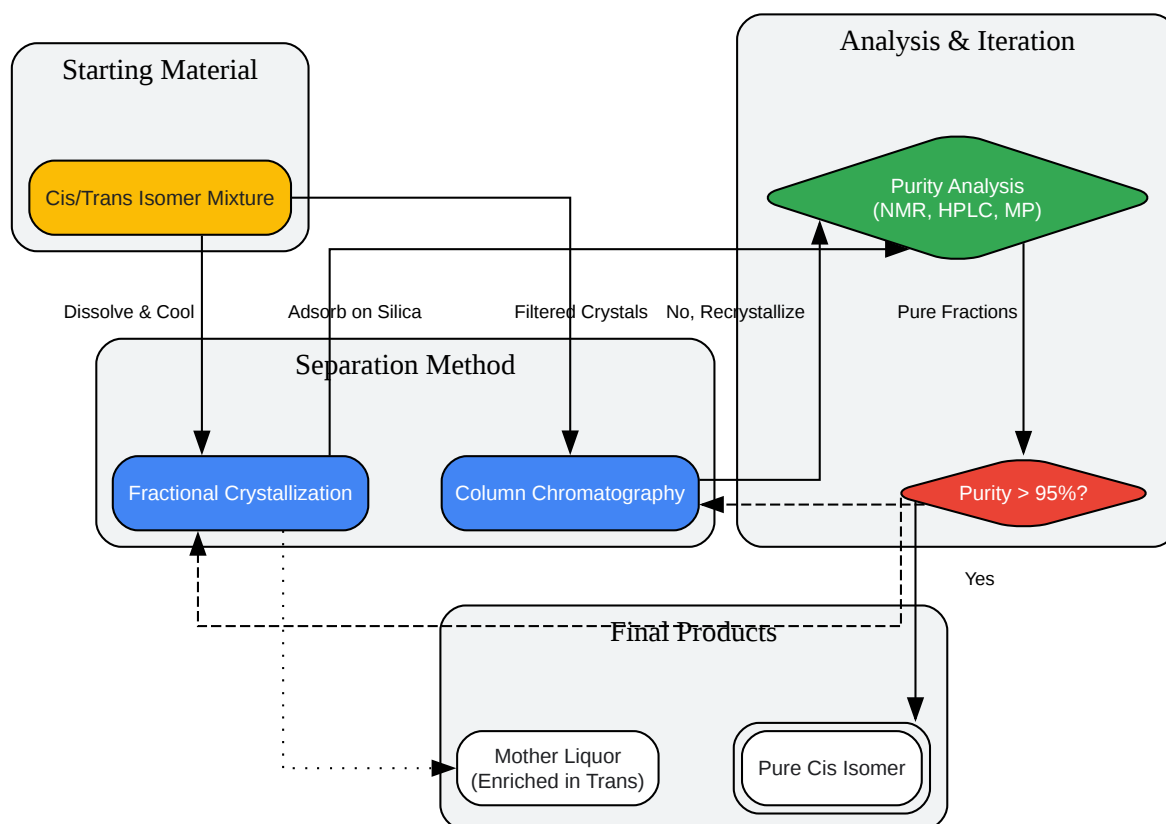 Starting Material
Analysis & Iteration
Cis/Trans Isomer Mixture
Purity Analysis
(NMR, HPLC, MP)
Dissolve & Cool
Adsorb on Silica
Filtered Crystals
No, Recrystallize
Pure Fractions
Separation Method
Fractional Crystallization
Column Chromatography
Purity > 95%?
Yes
Final Products
Mother Liquor
(Enriched in Trans)
Pure Cis Isomer